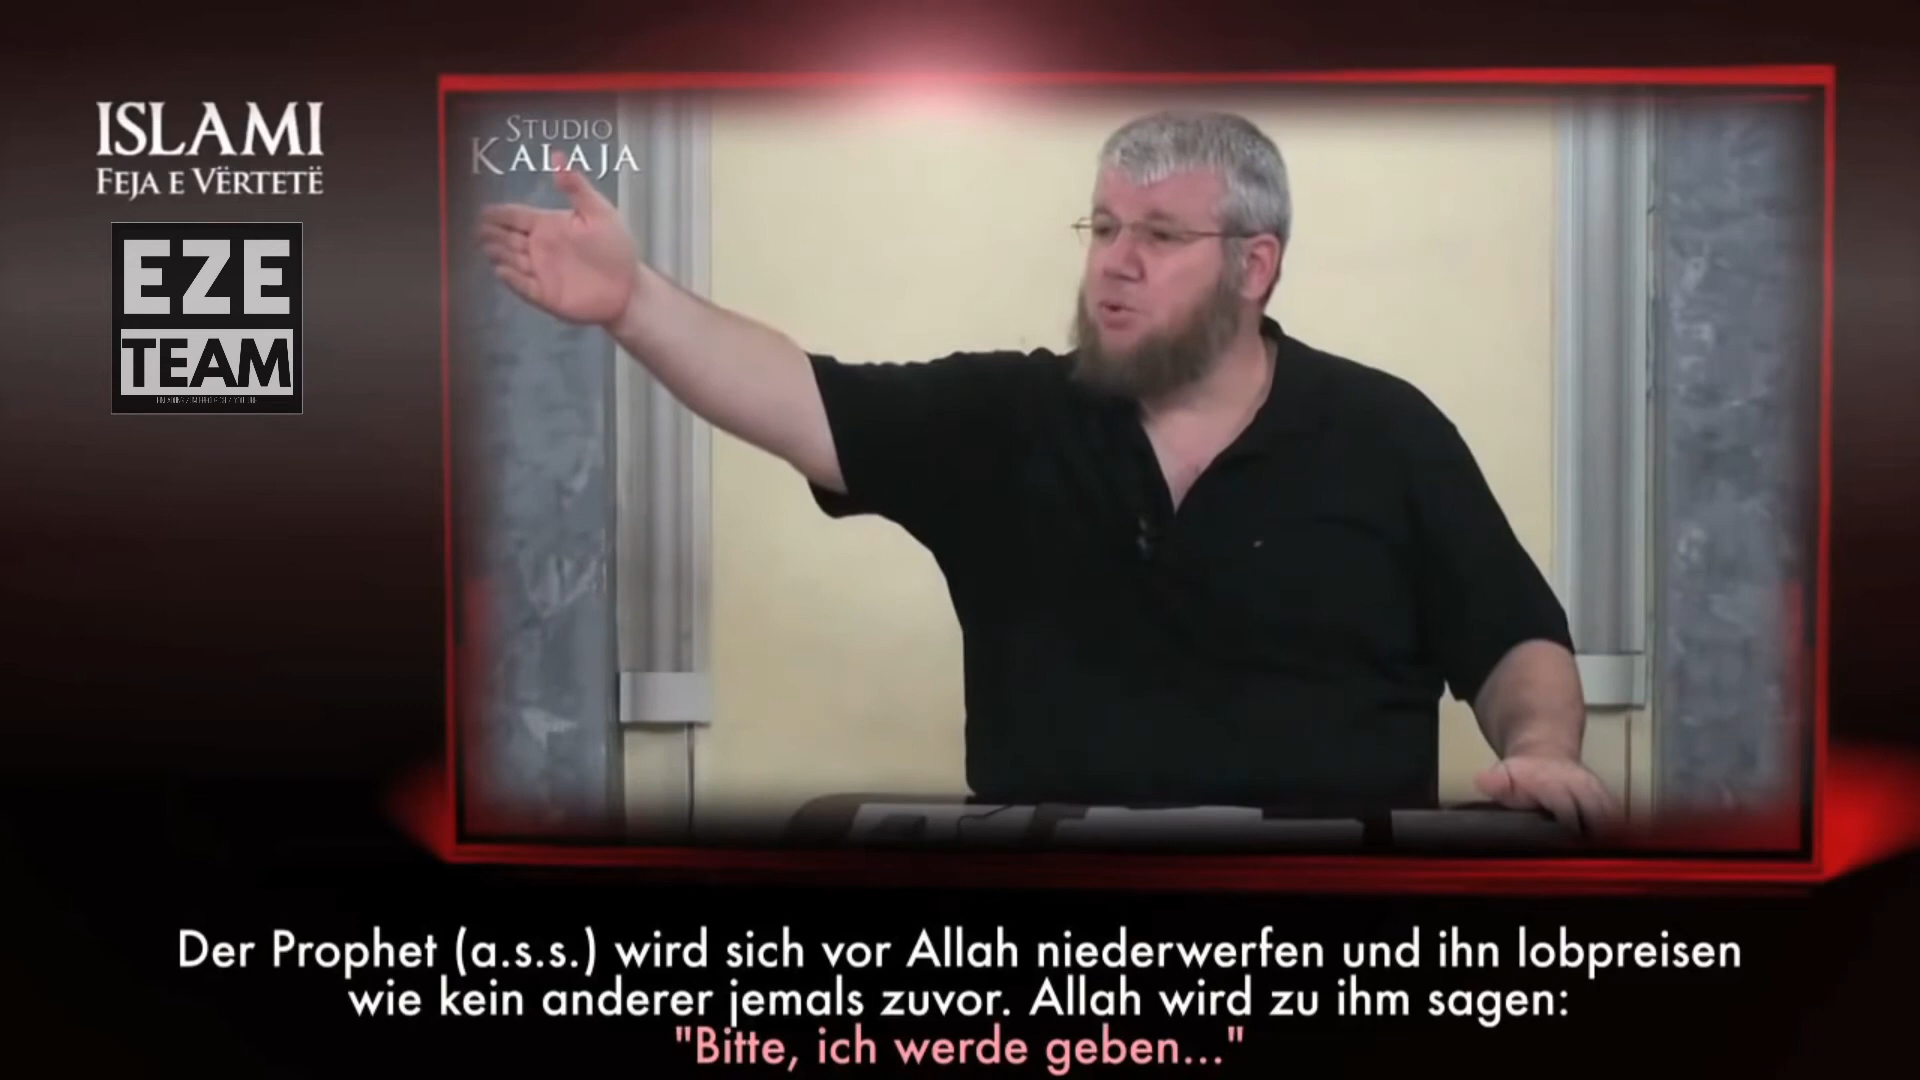 ISLAMI
FEJA E VËRTETË
EZE
TEAM
STUDIO
KALAJA
Der Prophet (a.s.s.) wird sich vor Allah niederwerfen und ihn lobpreisen
wie kein anderer jemals zuvor. Allah wird zu ihm sagen:
"Bitte, ich werde geben..."